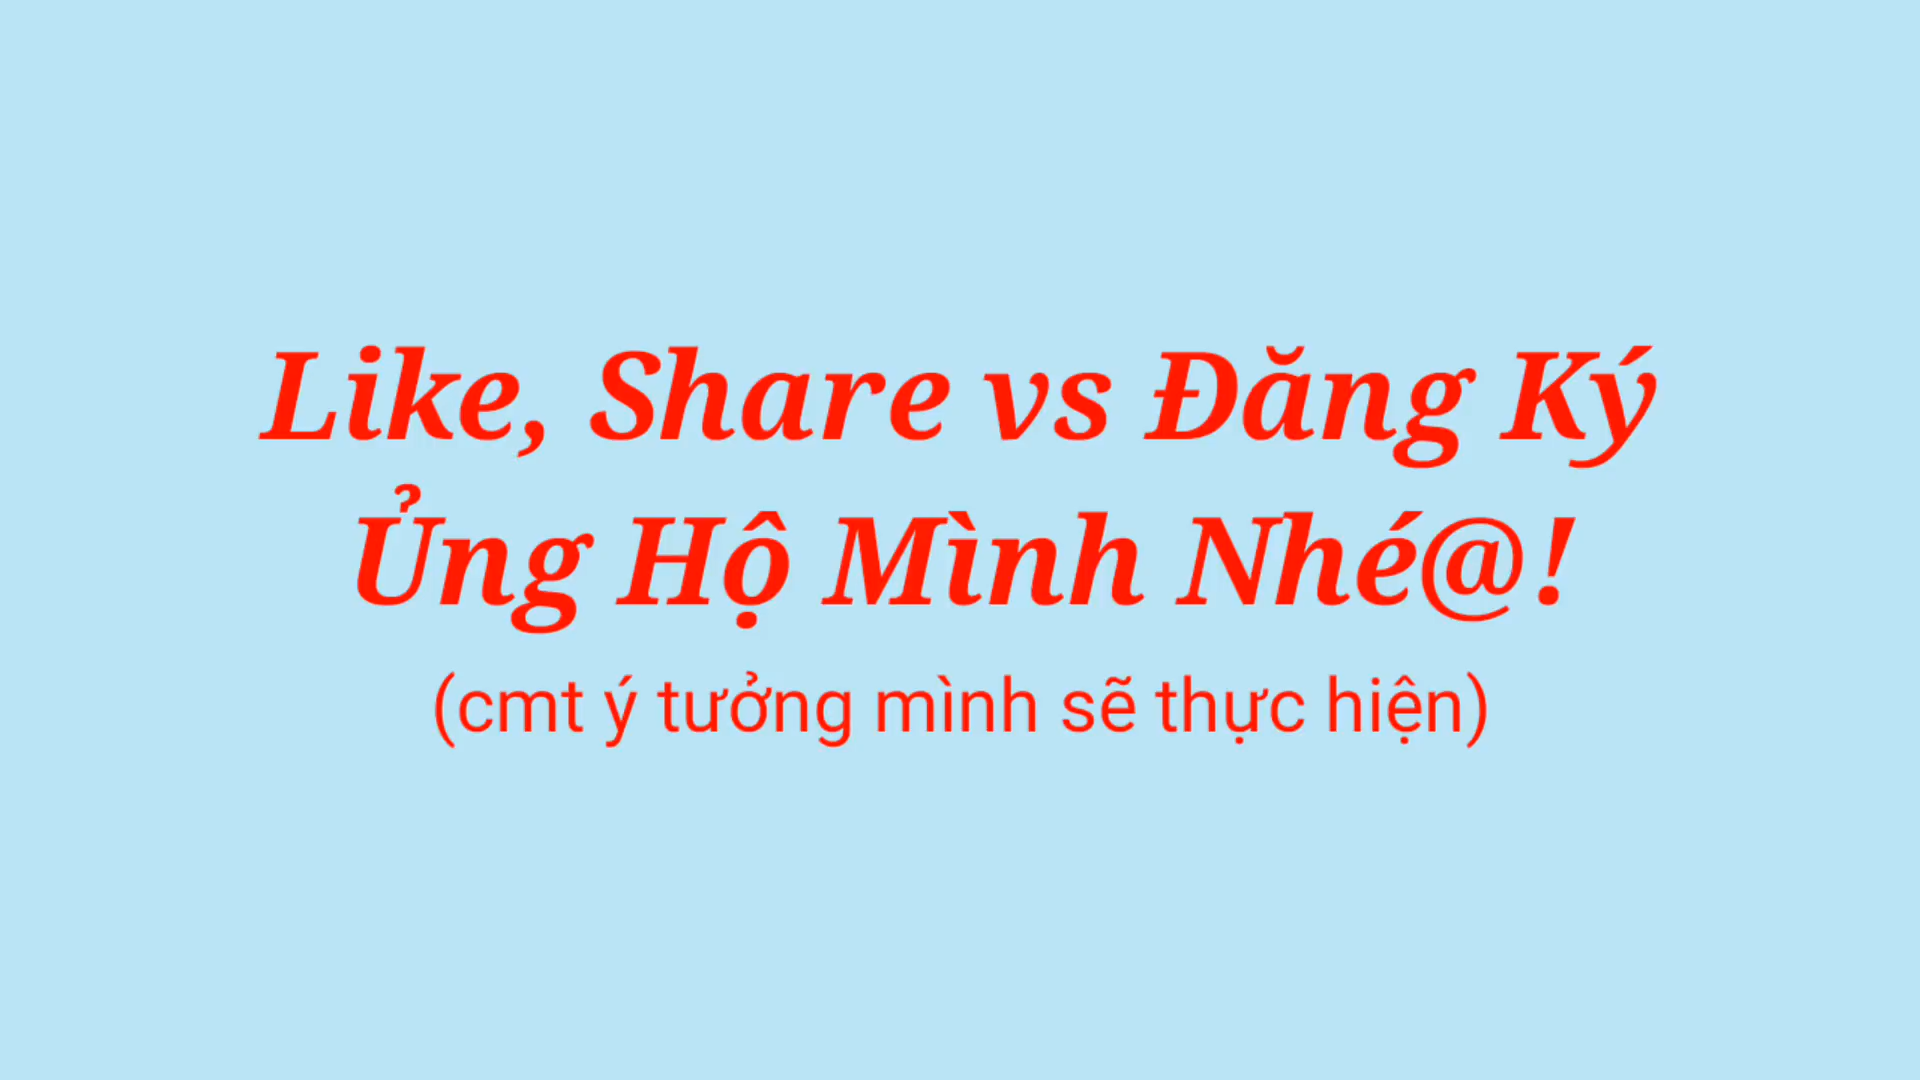 Like, Share vs Đăng Ký
Ủng Hộ Mình Nhé@!
(cmt ý tưởng mình sẽ thực hiện)